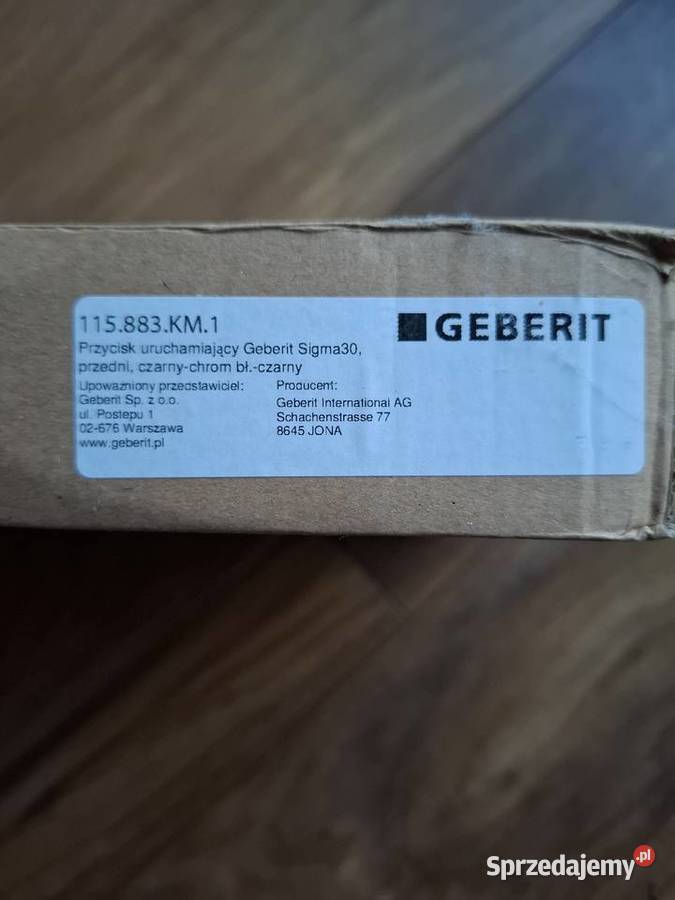 115.883.KM.1
GEBERIT
Przycisk uruchamiający Geberit Sigma30,
przedni, czarny-chrom bł.-czarny
Upoważniony przedstawiciel:
Geberit Sp. z o.o.
ul. Postepu 1
02-676 Warszawa
www.geberit.pl
Producent:
Geberit International AG
Schachenstrasse 77
8645 JONA
Sprzedajemy.pl